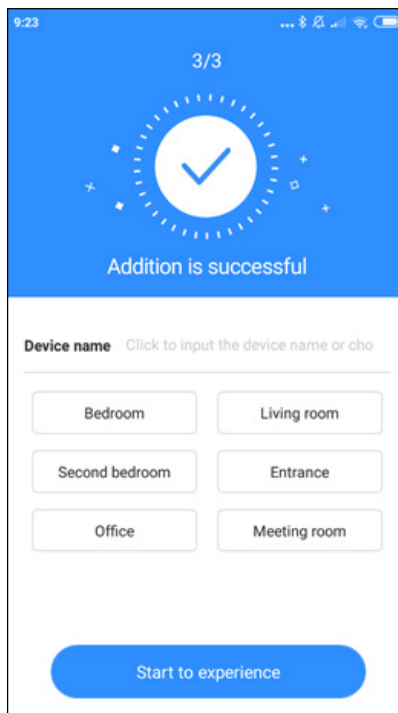 9:23 ...
3/3
Addition is successful
Device name Click to input the device name or cho
Bedroom Living room
Second bedroom Entrance
Office Meeting room
Start to experience